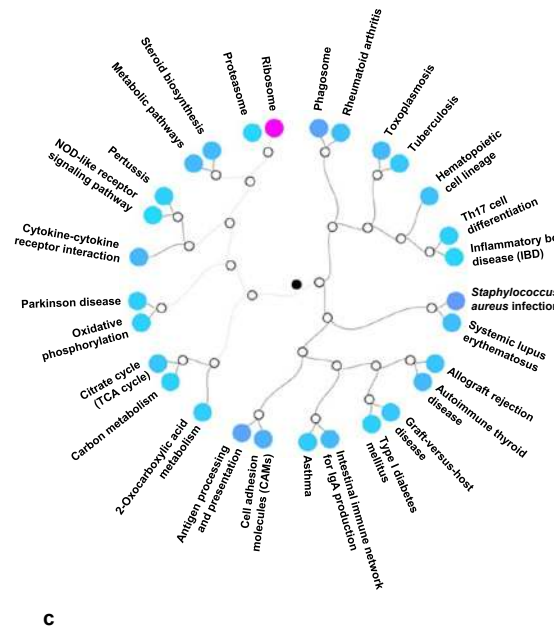 Ribosome
Phagosome
Rheumatoid arthritis
Toxoplasmosis
Tuberculosis
Hematopoietic
cell lineage
Th17 cell
differentiation
Inflammatory bo
disease (IBD)
Staphylococcus
aureus infection
Systemic lupus
erythematosus
Allograft rejection
Autoimmune thyroid
disease
Graft-versus-host
disease
Type I diabetes
mellitus
Intestinal immune network
for IgA production
Asthma
Cell adhesion
molecules (CAMs)
Antigen processing
and presentation
2-Oxocarboxylic acid
metabolism
Carbon metabolism
Citrate cycle
(TCA cycle)
Oxidative
phosphorylation
Parkinson disease
Cytokine-cytokine
receptor interaction
NOD-like receptor
signaling pathway
Pertussis
Metabolic pathways
Steroid biosynthesis
Proteasome
c